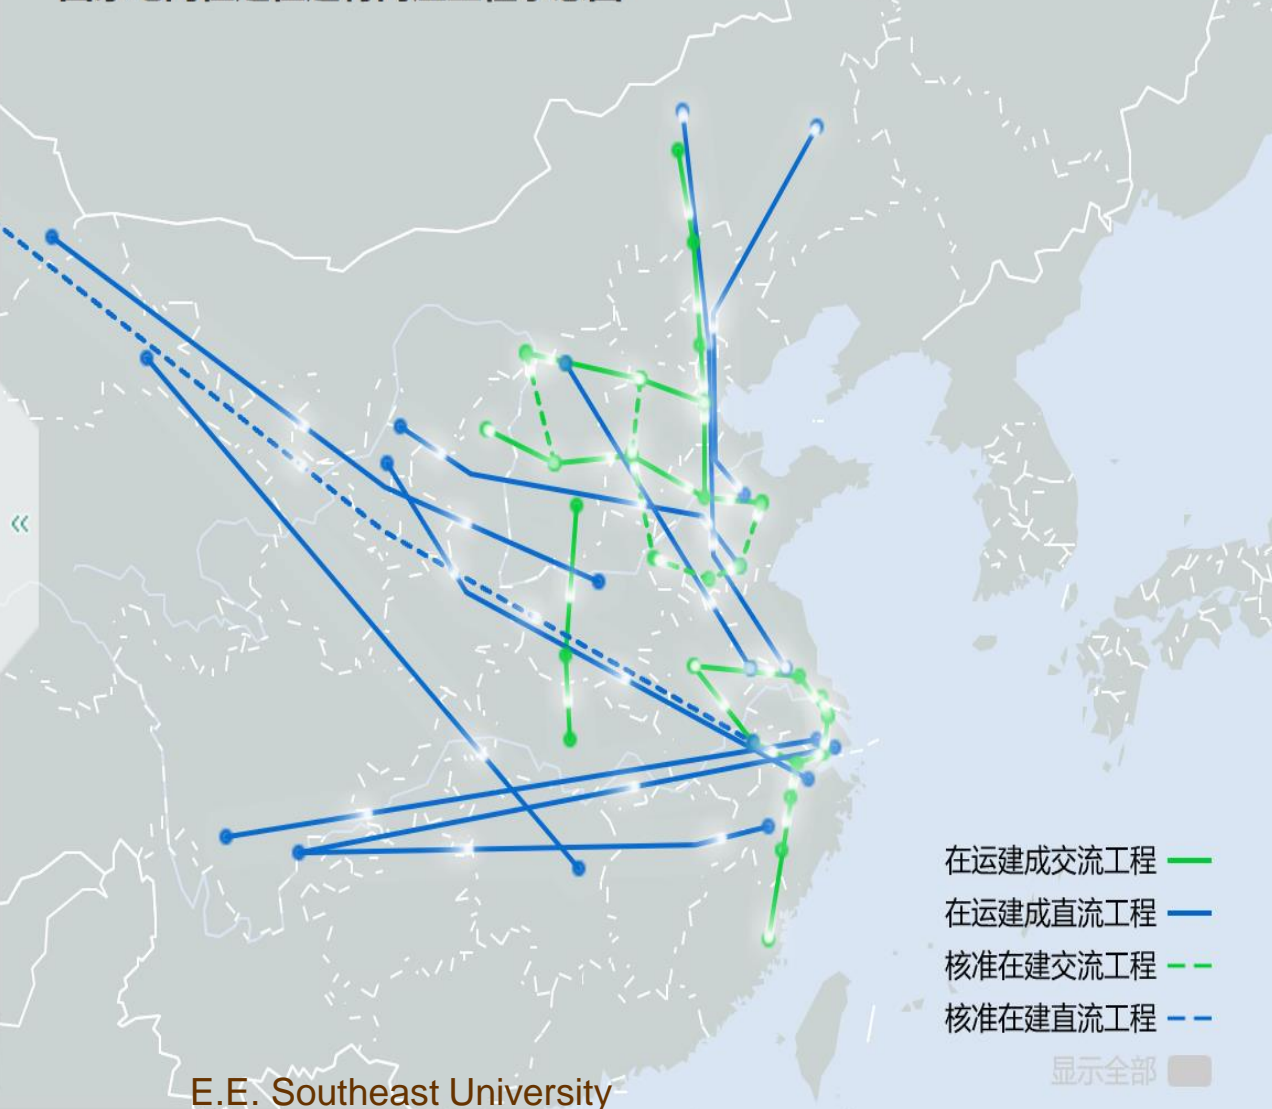 «
在运建成交流工程
在运建成直流工程
核准在建交流工程
核准在建直流工程
显示全部
E.E. Southeast University